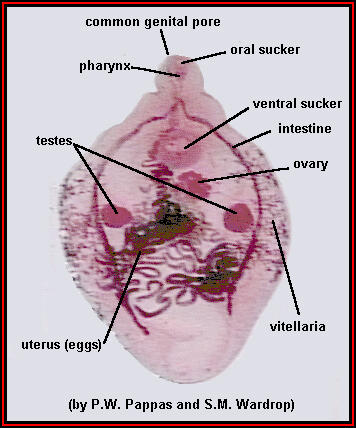 common genital pore
oral sucker
pharynx
ventral sucker
intestine
testes
ovary
vitellaria
uterus (eggs)
(by P.W. Pappas and S.M. Wardrop)